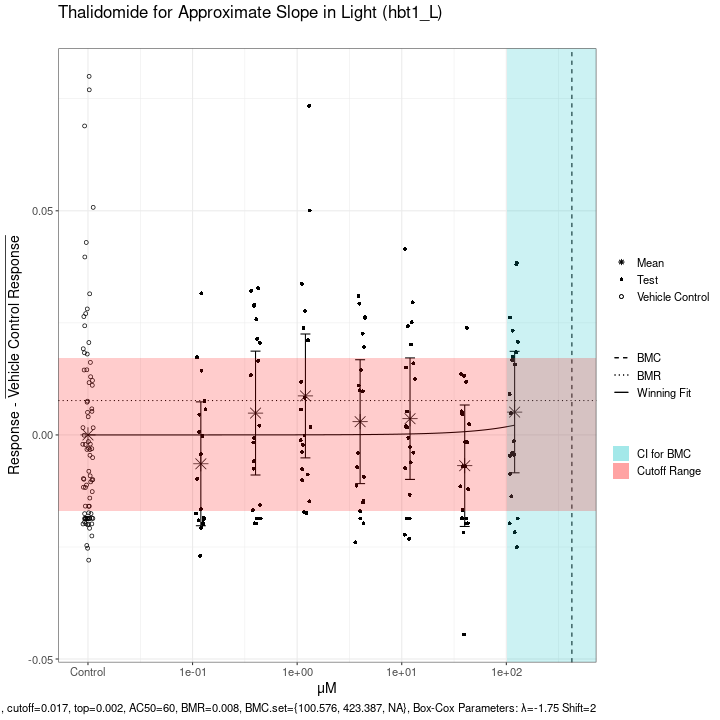 Thalidomide for Approximate Slope in Light (hbt1_L)
Response - Vehicle Control Response
0.05
0.00
-0.05
Control
1e-01
1e+00
1e+01
1e+02
µM
Mean
Test
Vehicle Control
BMC
BMR
Winning Fit
CI for BMC
Cutoff Range
, cutoff=0.017, top=0.002, AC50=60, BMR=0.008, BMC.set={100.576, 423.387, NA}, Box-Cox Parameters: λ=-1.75 Shift=2